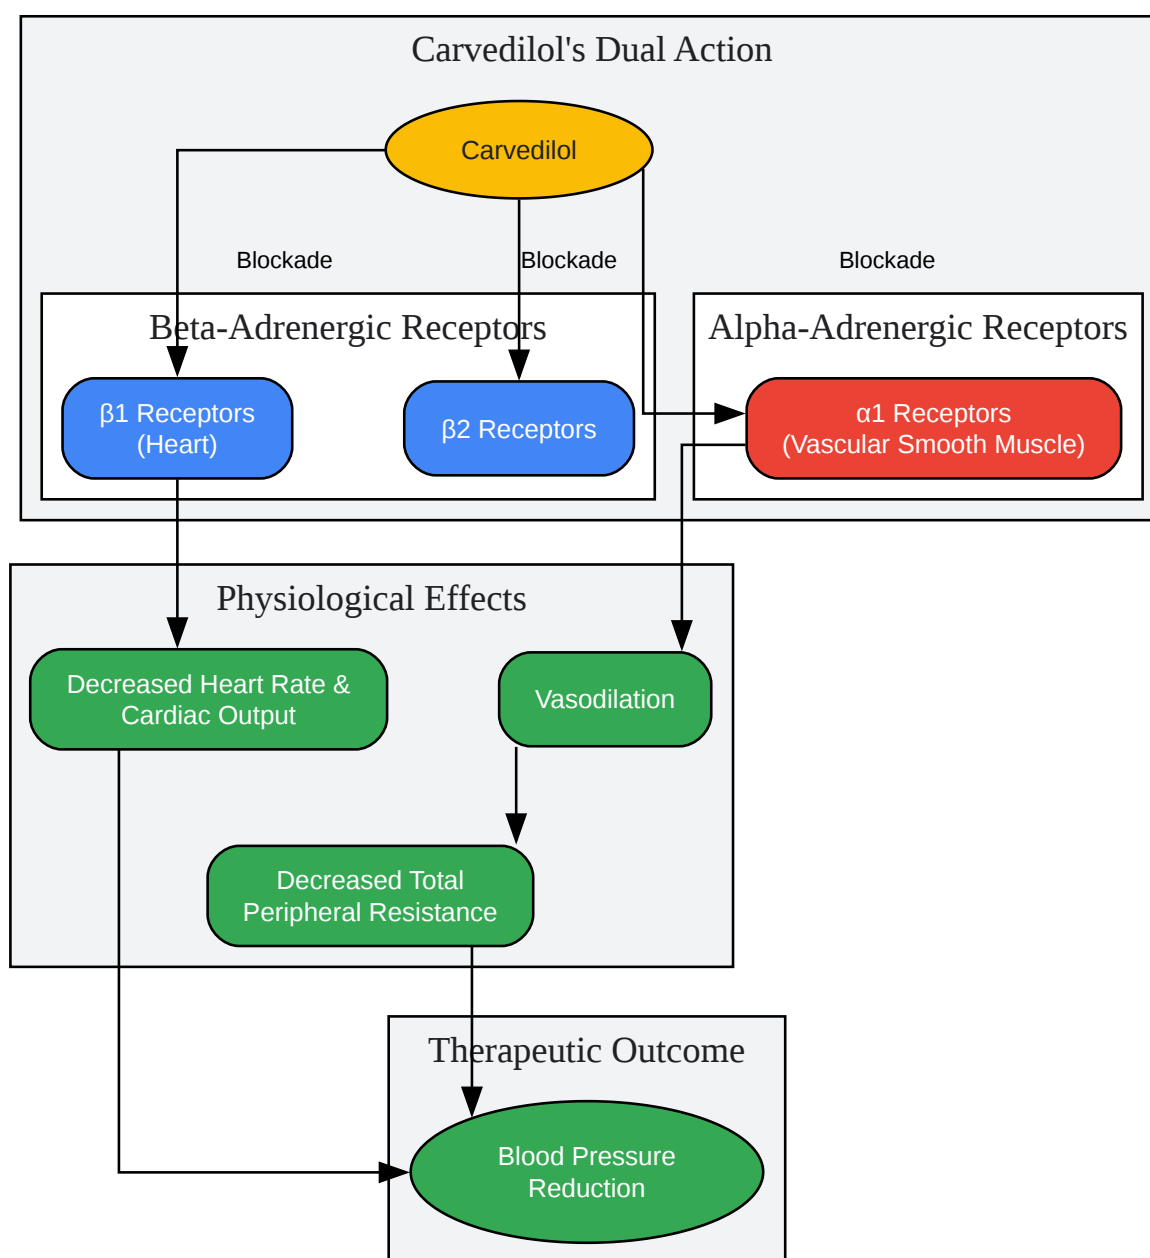 Carvedilol's Dual Action
Carvedilol
Blockade
Blockade
Blockade
Beta-Adrenergic Receptors
Alpha-Adrenergic Receptors
β1 Receptors
(Heart)
β2 Receptors
α1 Receptors
(Vascular Smooth Muscle)
Physiological Effects
Decreased Heart Rate &
Cardiac Output
Vasodilation
Decreased Total
Peripheral Resistance
Therapeutic Outcome
Blood Pressure
Reduction